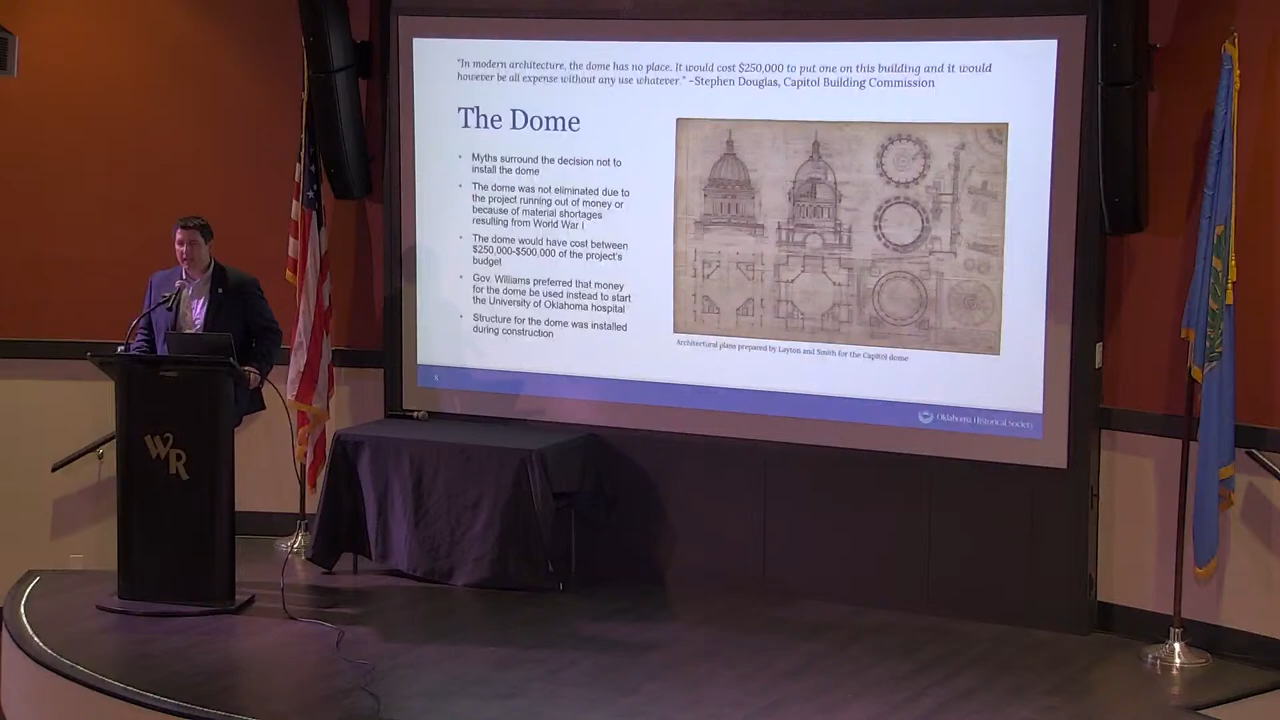 "In modern architecture, the dome has no place. It would cost $250,000 to put one on this building and it would
however be all expense without any use whatever." –Stephen Douglas, Capitol Building Commission
The Dome
• Myths surround the decision not to
install the dome
• The dome was not eliminated due to
the project running out of money or
because of material shortages
resulting from World War I
• The dome would have cost between
$250,000-$500,000 of the project's
budget
• Gov. Williams preferred that money
for the dome be used instead to start
the University of Oklahoma hospital
• Structure for the dome was installed
during construction
Architectural plans prepared by Layton and Smith for the Capitol dome
8
Oklahoma Historical Society
WR